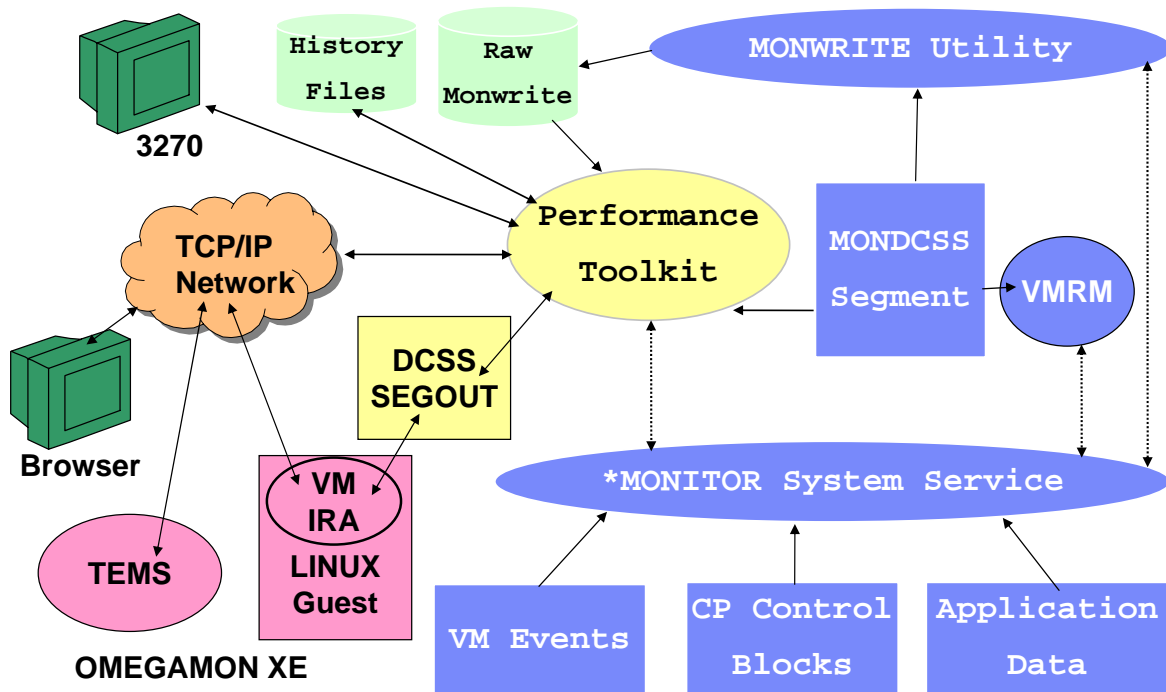 History
Files
Raw
Monwrite
MONWRITE Utility
3270
Performance
Toolkit
MONDCSS
Segment
VMRM
TCP/IP
Network
DCSS
SEGOUT
Browser
*MONITOR System Service
VM
IRA
LINUX
Guest
TEMS
VM Events
CP Control
Blocks
Application
Data
OMEGAMON XE